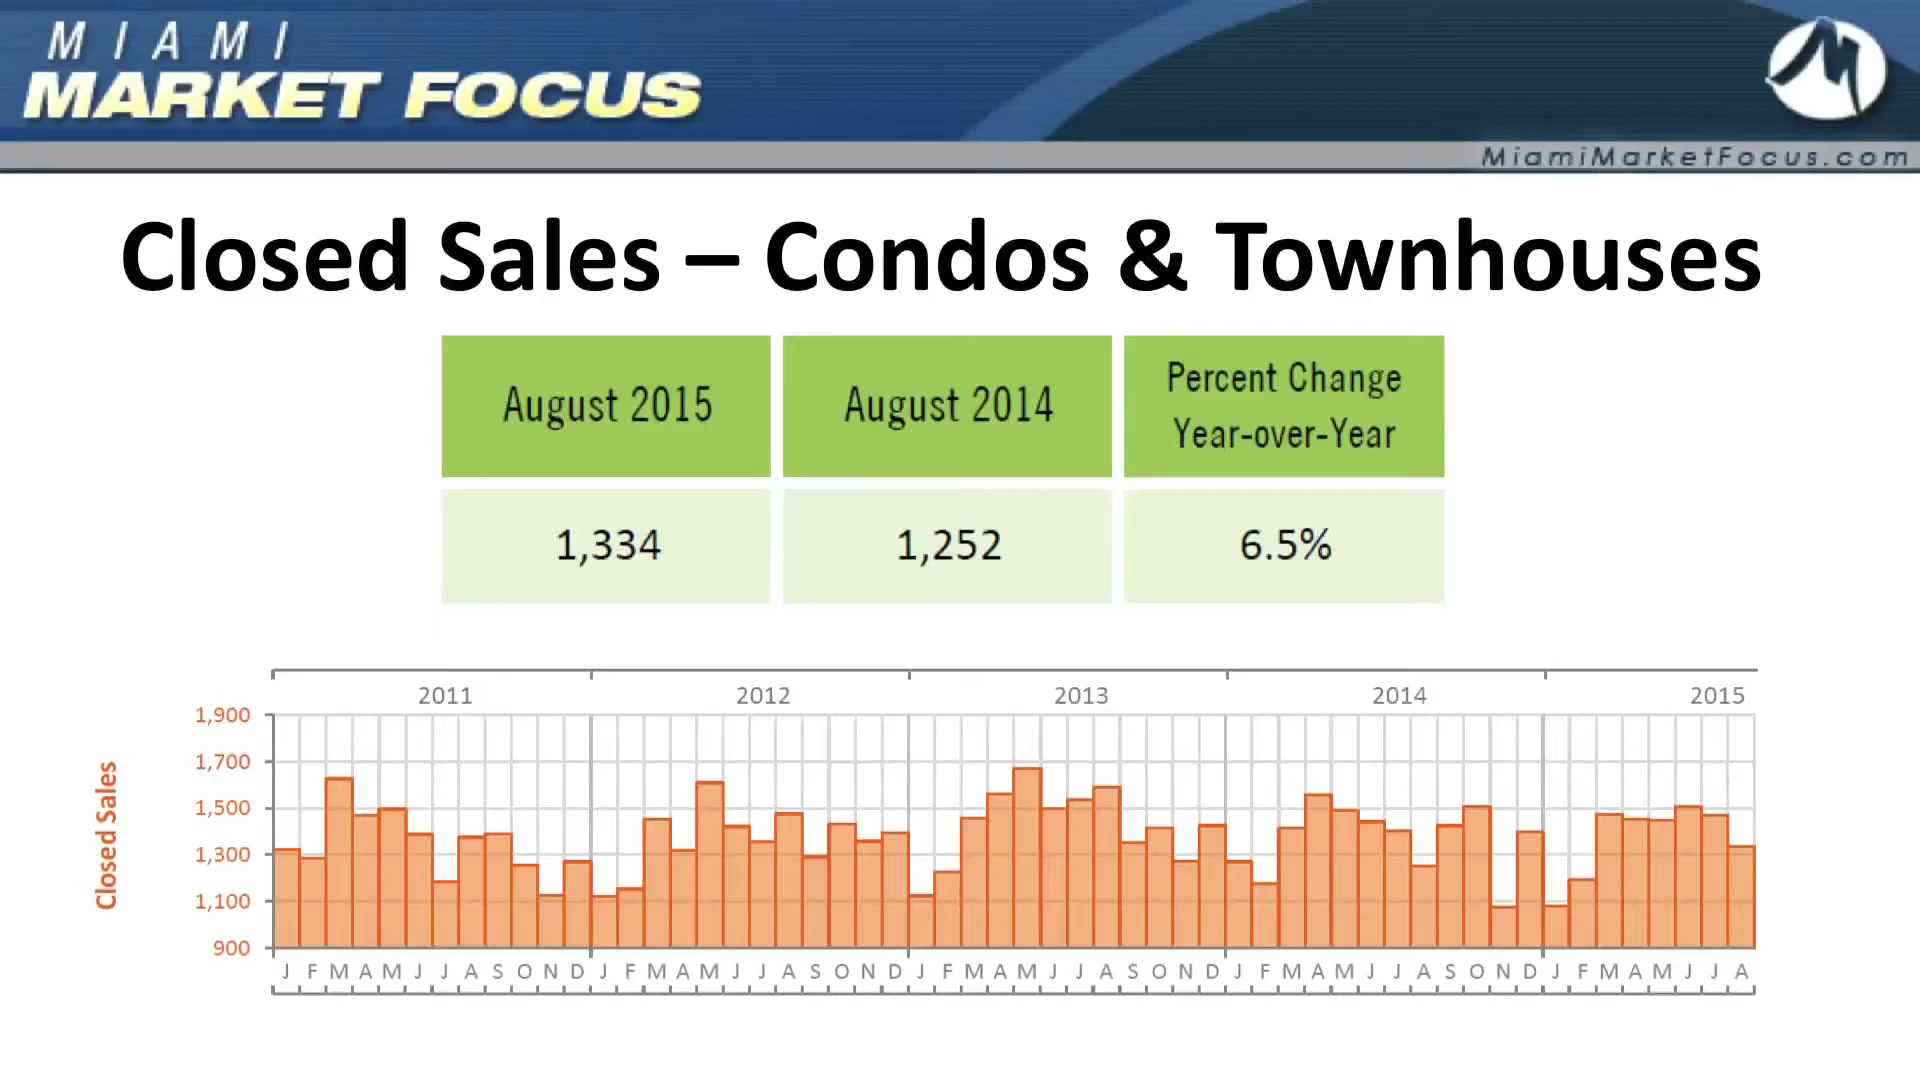 MIAMI
MARKET FOCUS
MiamiMarketFocus.com
Closed Sales – Condos & Townhouses
August 2015 August 2014 Percent Change Year-over-Year
1,334 1,252 6.5%
2011 2012 2013 2014 2015
Closed Sales
1,900
1,700
1,500
1,300
1,100
900
J F M A M J J A S O N D J F M A M J J A S O N D J F M A M J J A S O N D J F M A M J J A S O N D J F M A M J J A